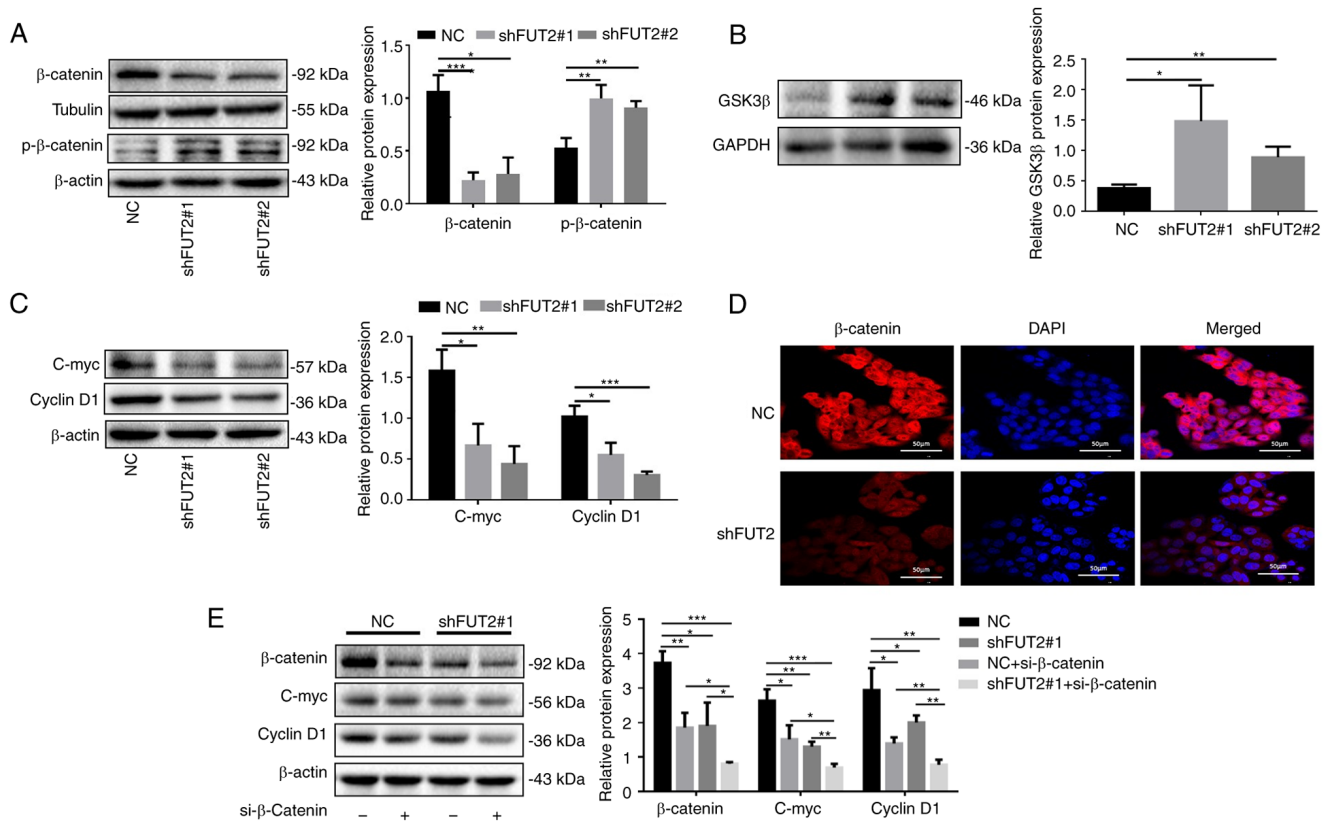 A
β-catenin
-92 kDa
Tubulin
-55 kDa
p-β-catenin
-92 kDa
β-actin
-43 kDa
NC
shFUT2#1
shFUT2#2
NC shFUT2#1 shFUT2#2
Relative protein expression
1.5
1.0
0.5
0.0
***
*
**
**
β-catenin p-β-catenin
B
GSK3β
-46 kDa
GAPDH
-36 kDa
Relative GSK3β protein expression
2.5
2.0
1.5
1.0
0.5
0.0
**
*
NC shFUT2#1 shFUT2#2
C
C-myc
-57 kDa
Cyclin D1
-36 kDa
β-actin
-43 kDa
NC
shFUT2#1
shFUT2#2
NC shFUT2#1 shFUT2#2
Relative protein expression
2.0
1.5
1.0
0.5
0.0
**
*
***
*
C-myc Cyclin D1
D
β-catenin DAPI Merged
NC
50μm 50μm 50μm
shFUT2
50μm 50μm 50μm
E
NC shFUT2#1
β-catenin
-92 kDa
C-myc
-56 kDa
Cyclin D1
-36 kDa
β-actin
-43 kDa
si-β-Catenin – + – +
Relative protein expression
5
4
3
2
1
0
***
*
**
*
*
***
**
*
*
**
**
*
*
**
**
β-catenin C-myc Cyclin D1
NC
shFUT2#1
NC+si-β-catenin
shFUT2#1+si-β-catenin